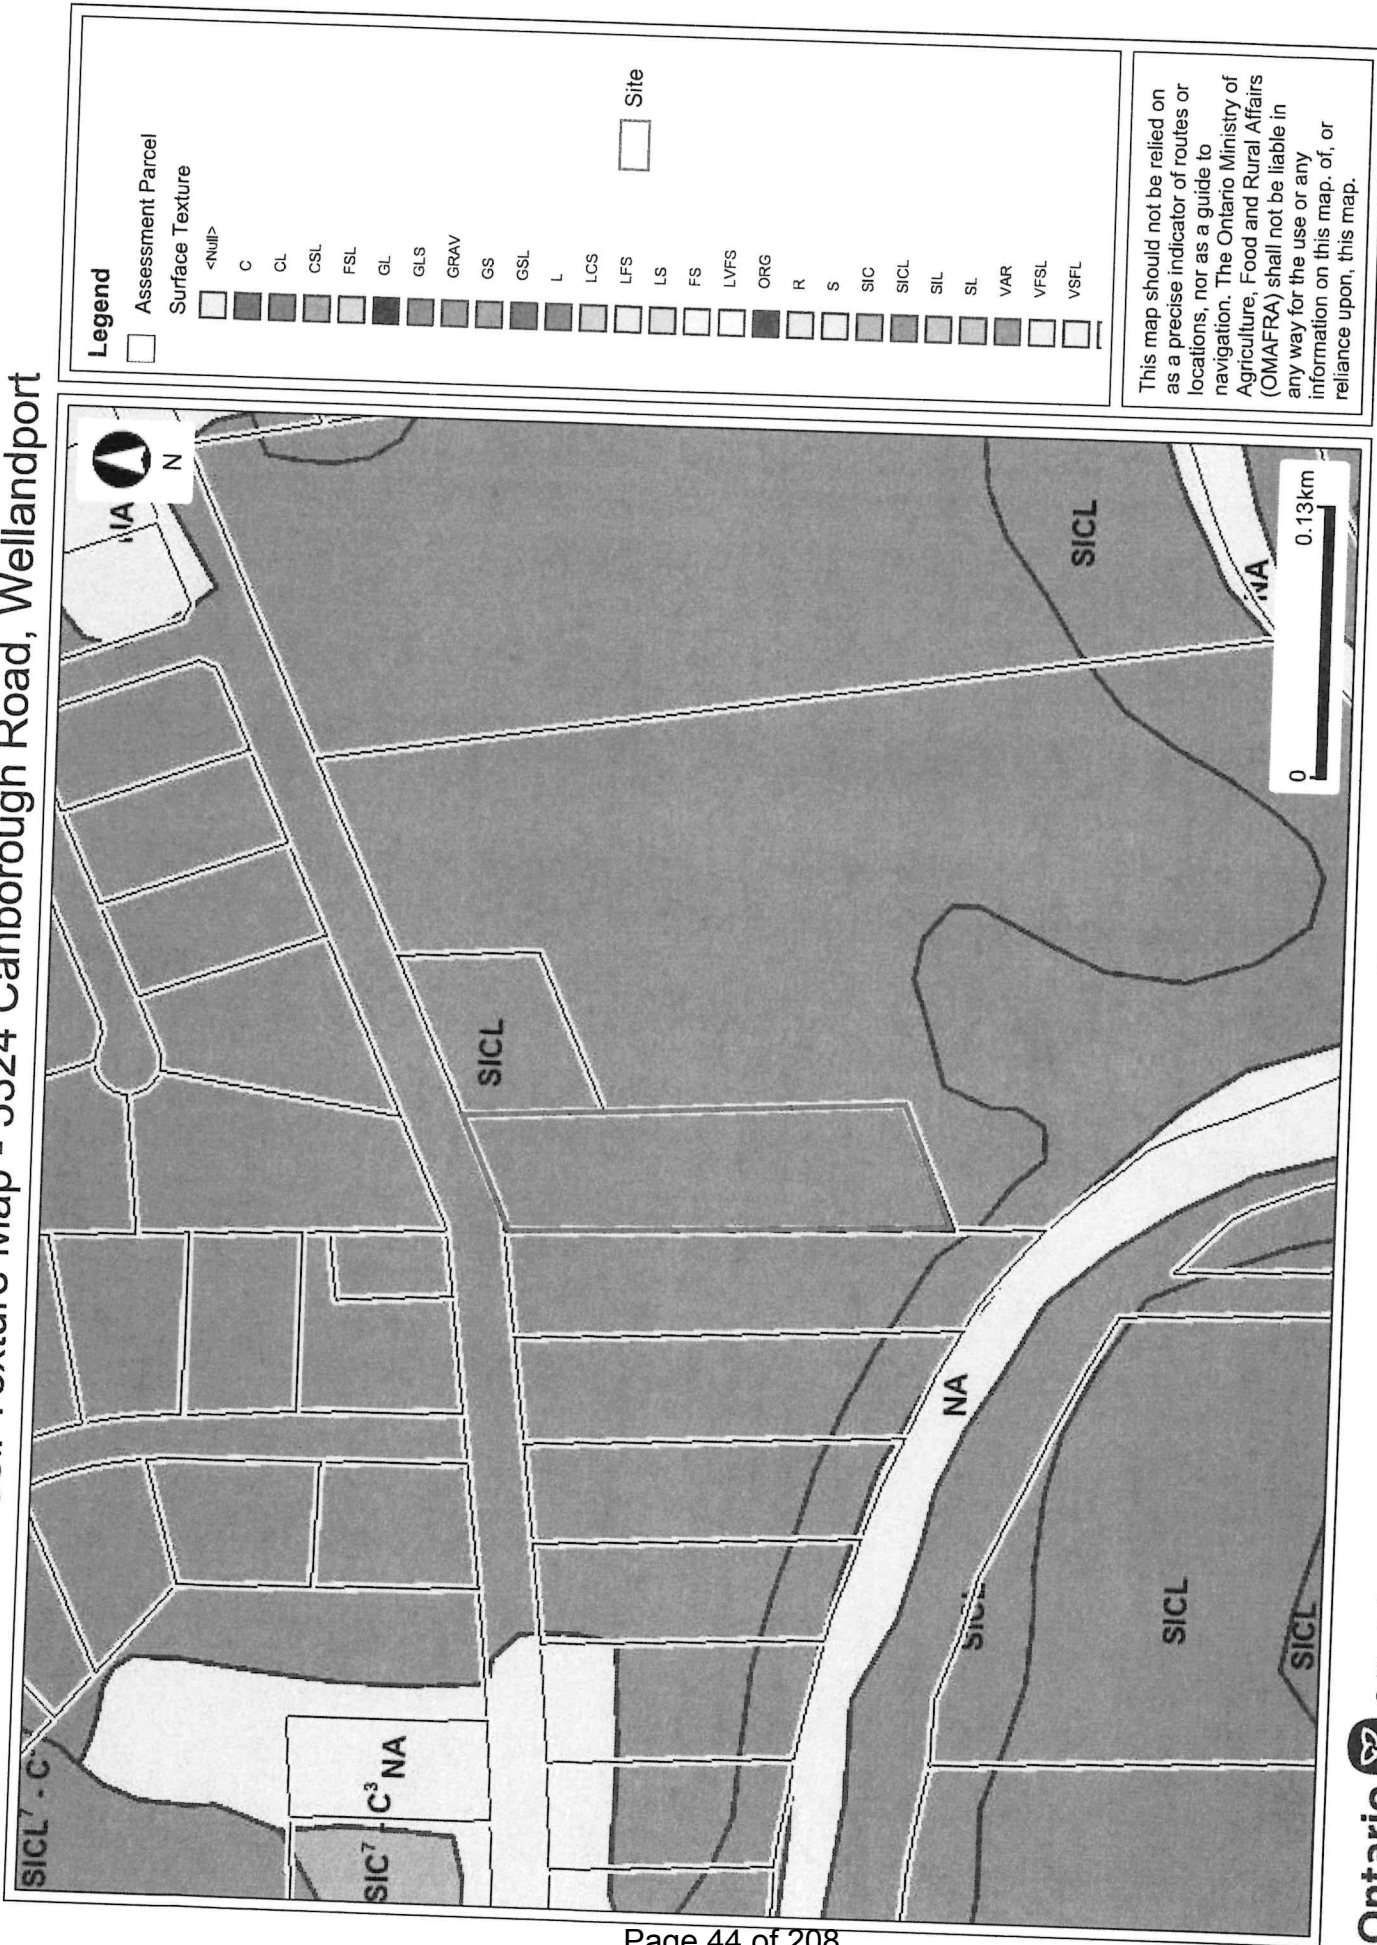 Map - 5524 Canborough Road, Wellandport
Legend
Assessment Parcel
Surface Texture
<Null>
C
CL
CSL
FSL
GL
GLS
GRAV
GS
GSL
L
LCS
LFS
LS
FS
LVFS
ORG
R
S
SIC
SICL
SIL
SL
VAR
VFSL
VSFL
Site
This map should not be relied on
as a precise indicator of routes or
locations, nor as a guide to
navigation. The Ontario Ministry of
Agriculture, Food and Rural Affairs
(OMAFRA) shall not be liable in
any way for the use or any
information on this map. of, or
reliance upon, this map.
N
NA
SICL⁷ - C
SIC⁷ - C³ NA
SICL
SICL
NA
NA
SICL
SICL
SICL
0 0.13km
Ontario
Page 44 of 208